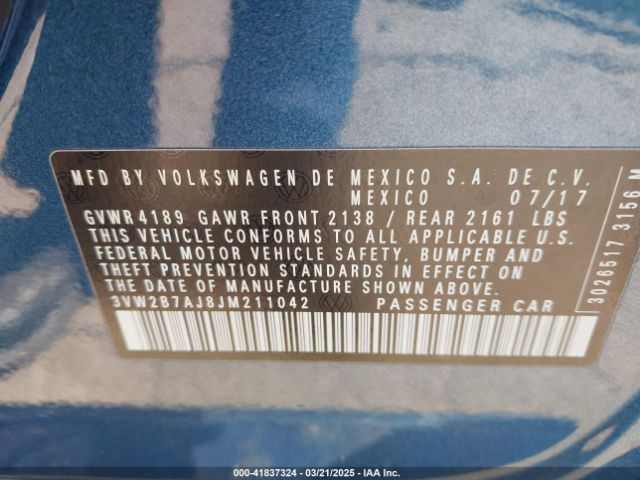 MFD BY VOLKSWAGEN DE MEXICO S.A. DE C.V.
MEXICO 07/17
GVWR 4189 GAWR FRONT 2138 / REAR 2161 LBS
THIS VEHICLE CONFORMS TO ALL APPLICABLE U.S.
FEDERAL MOTOR VEHICLE SAFETY, BUMPER AND
THEFT PREVENTION STANDARDS IN EFFECT ON
THE DATE OF MANUFACTURE SHOWN ABOVE.
3VW2B7AJ8JM211042 PASSENGER CAR
3026517 3156 M
000-41837324 — 03/21/2025 — IAA Inc.